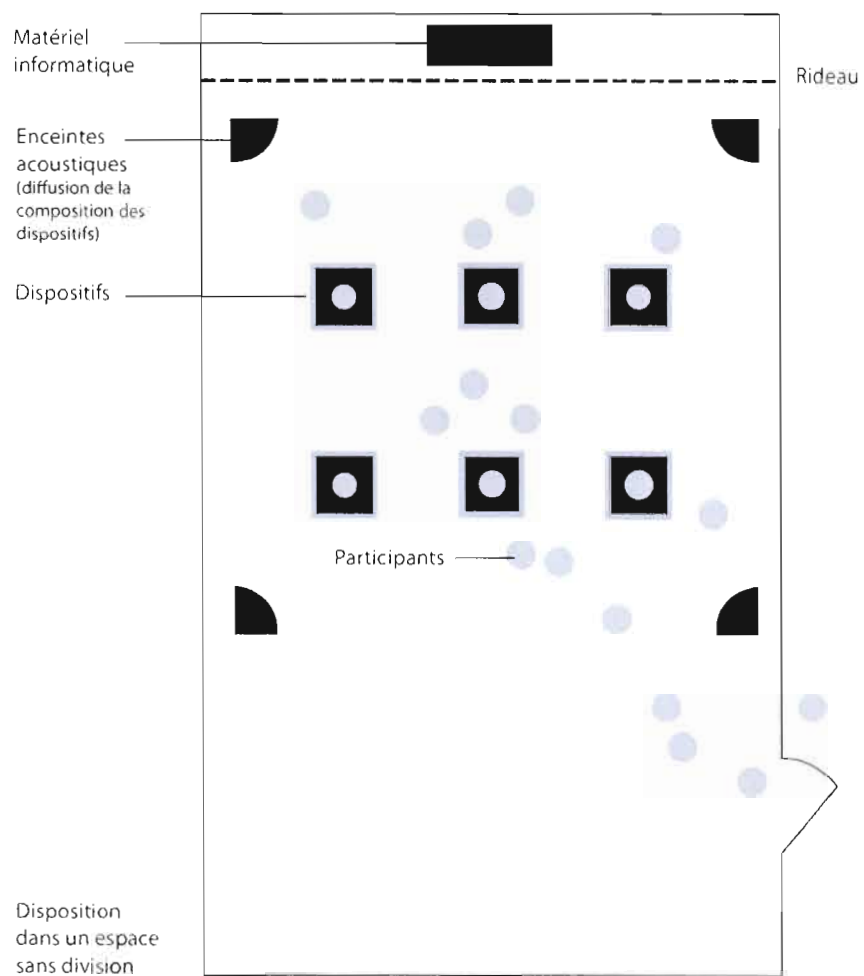 Matériel
informatique
Rideau
Enceintes
acoustiques
(diffusion de la
composition des
dispositifs)
Dispositifs
Participants
Disposition
dans un espace
sans division